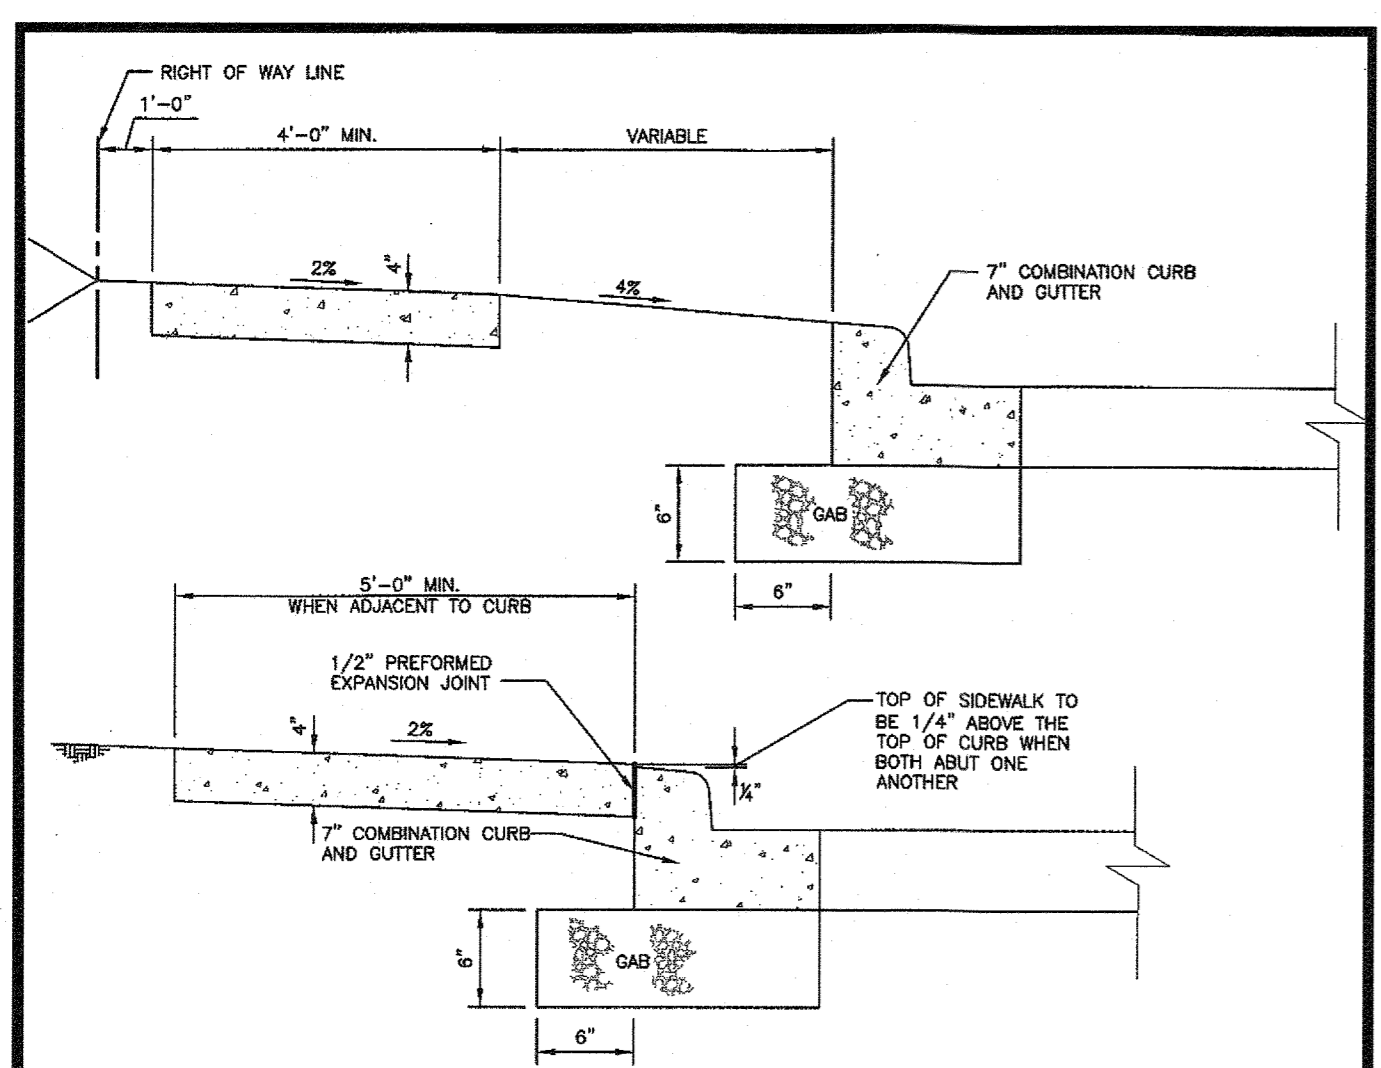 RIGHT OF WAY LINE
1'-0"
4'-0" MIN.
VARIABLE
2%
4"
4%
7" COMBINATION CURB
AND GUTTER
6"
GAB
6"
5'-0" MIN.
WHEN ADJACENT TO CURB
1/2" PREFORMED
EXPANSION JOINT
TOP OF SIDEWALK TO
BE 1/4" ABOVE THE
TOP OF CURB WHEN
BOTH ABUT ONE
ANOTHER
4"
2%
1/4"
7" COMBINATION CURB
AND GUTTER
6"
GAB
6"